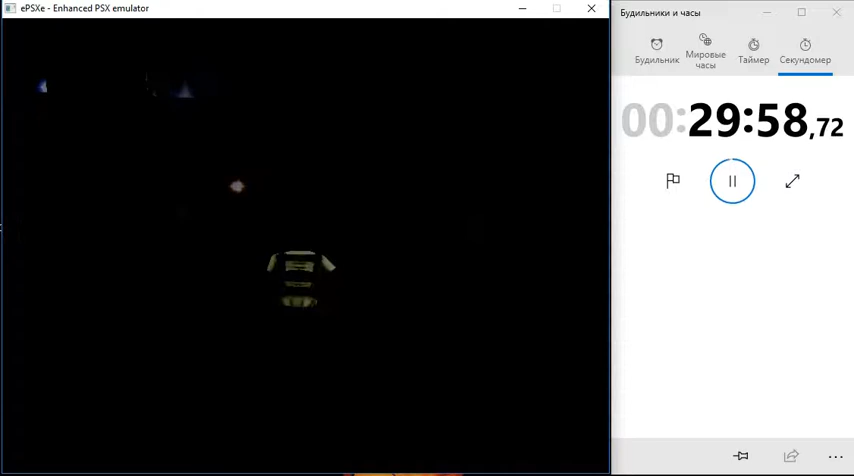 ePSXe - Enhanced PSX emulator
Будильники и часы
Будильник
Мировые часы
Таймер
Секундомер
00:29:58,72